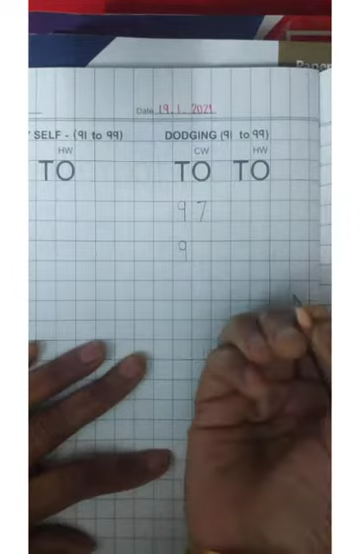 Paper
Date 19.1.2021
SELF - (91 to 99) DODGING (91 to 99)
HW CW HW
TO TO TO
97
9